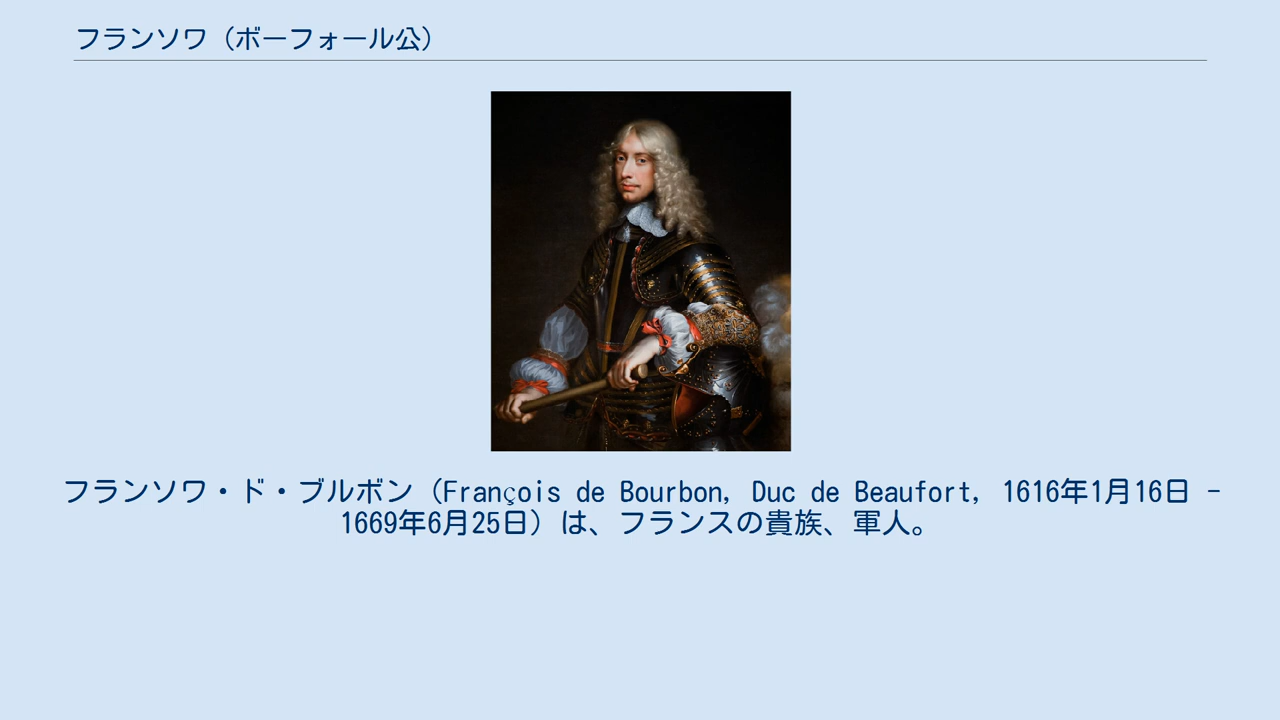 フランソワ（ボーフォール公）
フランソワ・ド・ブルボン（François de Bourbon, Duc de Beaufort, 1616年1月16日 -
1669年6月25日）は、フランスの貴族、軍人。